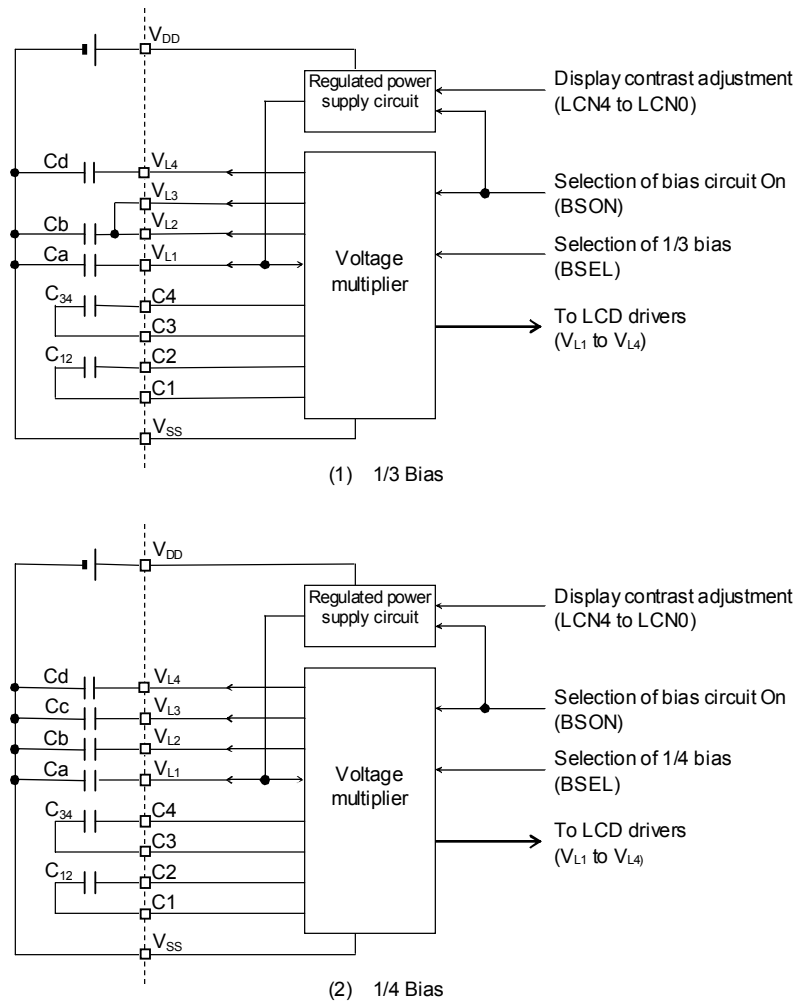 VDD
Regulated power
supply circuit
Display contrast adjustment
(LCN4 to LCN0)
Cd
VL4
VL3
Selection of bias circuit On
(BSON)
Cb
VL2
Ca
VL1
Voltage
multiplier
Selection of 1/3 bias
(BSEL)
C34
C4
C3
To LCD drivers
(VL1 to VL4)
C12
C2
C1
VSS
(1) 1/3 Bias
VDD
Regulated power
supply circuit
Display contrast adjustment
(LCN4 to LCN0)
Cd
VL4
Cc
VL3
Selection of bias circuit On
(BSON)
Cb
VL2
Ca
VL1
Voltage
multiplier
Selection of 1/4 bias
(BSEL)
C34
C4
C3
To LCD drivers
(VL1 to VL4)
C12
C2
C1
VSS
(2) 1/4 Bias